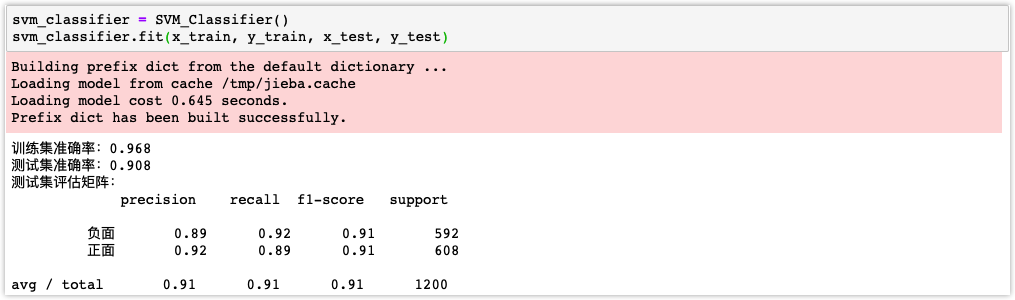 svm_classifier = SVM_Classifier()
svm_classifier.fit(x_train, y_train, x_test, y_test)
Building prefix dict from the default dictionary ...
Loading model from cache /tmp/jieba.cache
Loading model cost 0.645 seconds.
Prefix dict has been built successfully.
训练集准确率：0.968
测试集准确率：0.908
测试集评估矩阵：
precision recall f1-score support
负面 0.89 0.92 0.91 592
正面 0.92 0.89 0.91 608
avg / total 0.91 0.91 0.91 1200